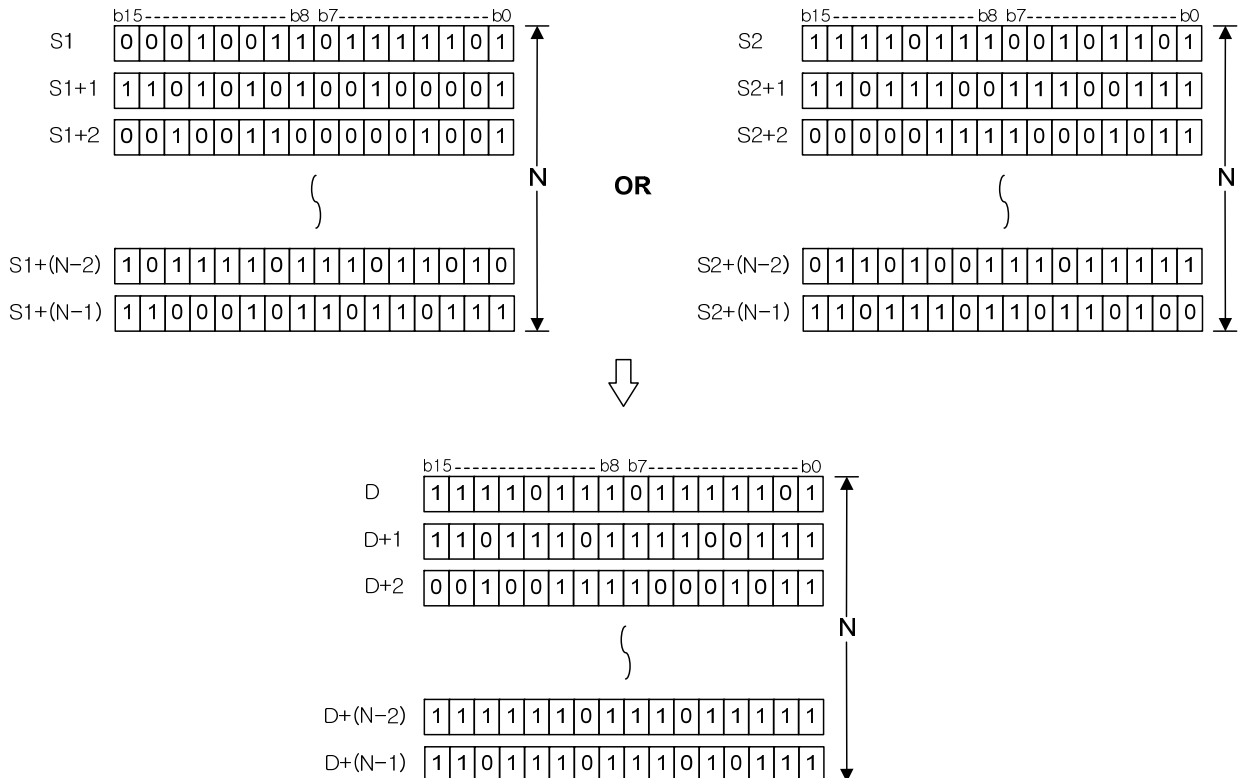 b15 b8 b7 b0
S1 0 0 0 1 0 0 1 1 0 1 1 1 1 1 0 1
S1+1 1 1 0 1 0 1 0 1 0 0 1 0 0 0 0 1
S1+2 0 0 1 0 0 1 1 0 0 0 0 0 1 0 0 1
S1+(N-2) 1 0 1 1 1 1 0 1 1 1 0 1 1 0 1 0
S1+(N-1) 1 1 0 0 0 1 0 1 1 0 1 1 0 1 1 1
N
OR
b15 b8 b7 b0
S2 1 1 1 1 0 1 1 1 0 0 1 0 1 1 0 1
S2+1 1 1 0 1 1 1 0 0 1 1 1 0 0 1 1 1
S2+2 0 0 0 0 0 1 1 1 1 0 0 0 1 0 1 1
S2+(N-2) 0 1 1 0 1 0 0 1 1 1 0 1 1 1 1 1
S2+(N-1) 1 1 0 1 1 1 0 1 1 0 1 1 0 1 0 0
N
b15 b8 b7 b0
D 1 1 1 1 0 1 1 1 0 1 1 1 1 1 0 1
D+1 1 1 0 1 1 1 0 1 1 1 1 0 0 1 1 1
D+2 0 0 1 0 0 1 1 1 1 0 0 0 1 0 1 1
D+(N-2) 1 1 1 1 1 1 0 1 1 1 0 1 1 1 1 1
D+(N-1) 1 1 0 1 1 1 0 1 1 1 0 1 0 1 1 1
N